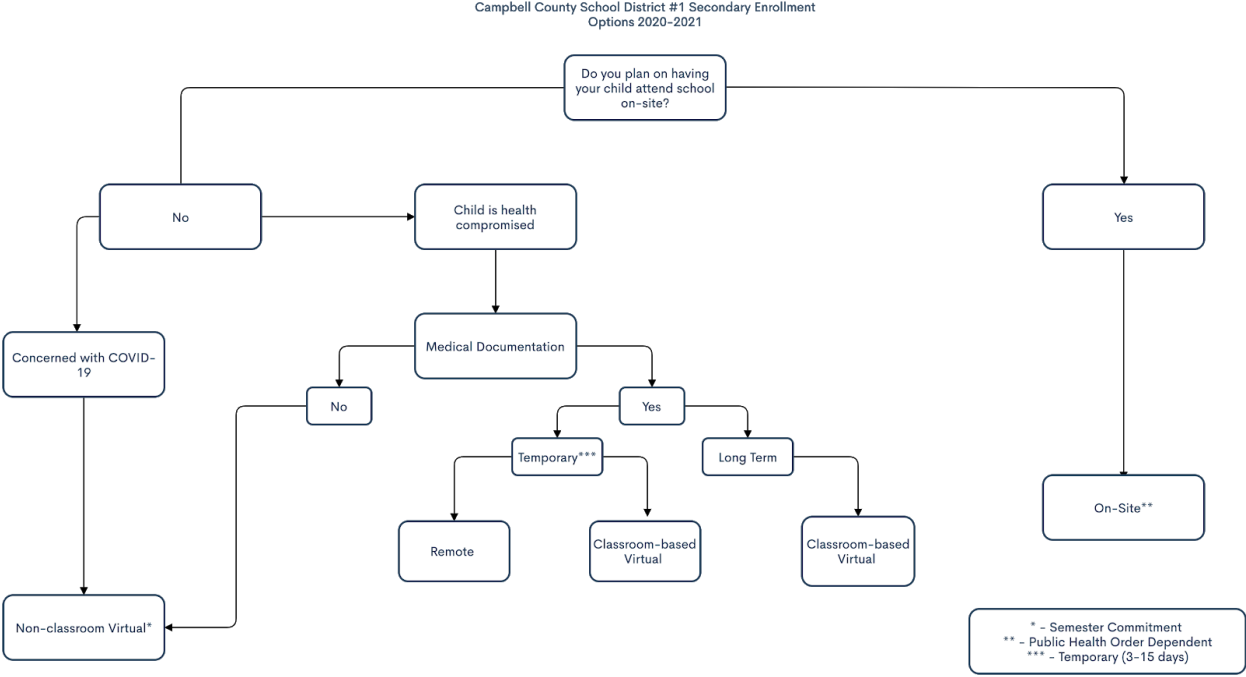 Campbell County School District #1 Secondary Enrollment
Options 2020-2021
Do you plan on having
your child attend school
on-site?
No
Child is health
compromised
Yes
Concerned with COVID-
19
Medical Documentation
No
Yes
Temporary***
Long Term
On-Site**
Remote
Classroom-based
Virtual
Classroom-based
Virtual
Non-classroom Virtual*
* - Semester Commitment
** - Public Health Order Dependent
*** - Temporary (3-15 days)